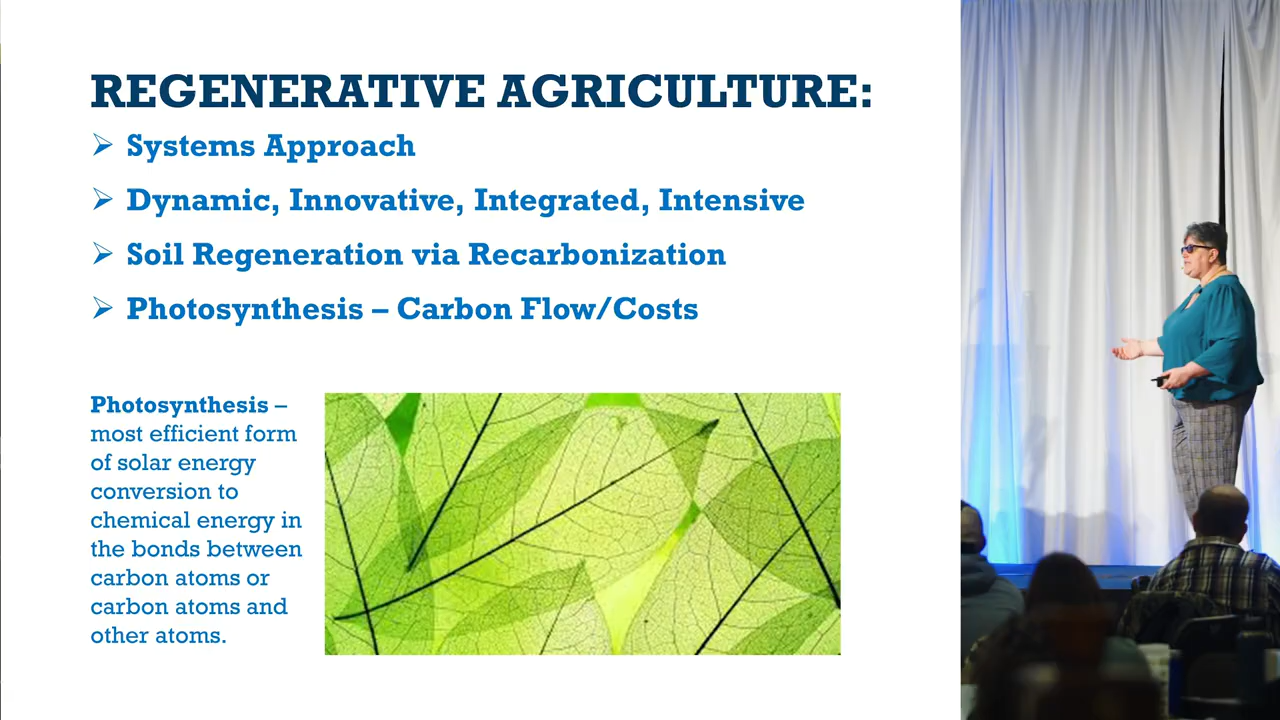 REGENERATIVE AGRICULTURE:
➢ Systems Approach
➢ Dynamic, Innovative, Integrated, Intensive
➢ Soil Regeneration via Recarbonization
➢ Photosynthesis – Carbon Flow/Costs
Photosynthesis –
most efficient form
of solar energy
conversion to
chemical energy in
the bonds between
carbon atoms or
carbon atoms and
other atoms.